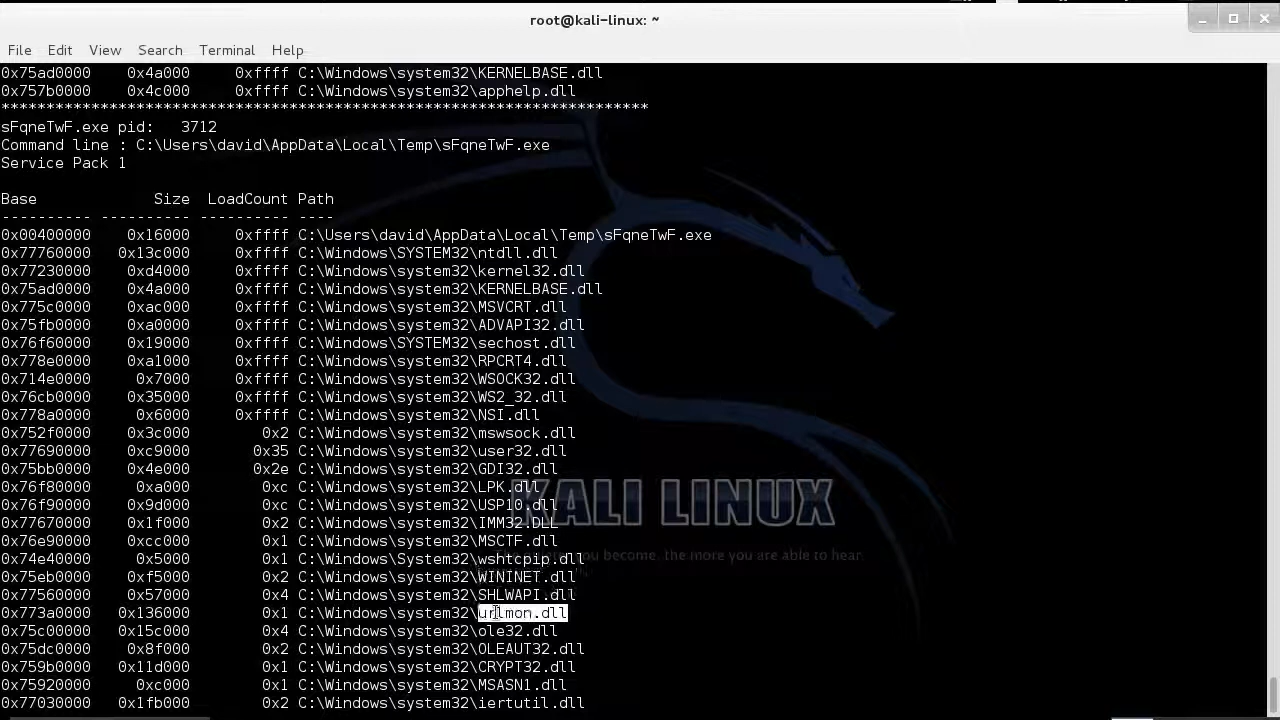 root@kali-linux: ~
File Edit View Search Terminal Help
0x75ad0000 0x4a000 0xffff C:\Windows\system32\KERNELBASE.dll
0x757b0000 0x4c000 0xffff C:\Windows\system32\apphelp.dll
************************************************************************
sFqneTwF.exe pid: 3712
Command line : C:\Users\david\AppData\Local\Temp\sFqneTwF.exe
Service Pack 1
Base Size LoadCount Path
---------- ---------- ---------- ----
0x00400000 0x16000 0xffff C:\Users\david\AppData\Local\Temp\sFqneTwF.exe
0x77760000 0x13c000 0xffff C:\Windows\SYSTEM32\ntdll.dll
0x77230000 0xd4000 0xffff C:\Windows\system32\kernel32.dll
0x75ad0000 0x4a000 0xffff C:\Windows\system32\KERNELBASE.dll
0x775c0000 0xac000 0xffff C:\Windows\system32\MSVCRT.dll
0x75fb0000 0xa0000 0xffff C:\Windows\system32\ADVAPI32.dll
0x76f60000 0x19000 0xffff C:\Windows\SYSTEM32\sechost.dll
0x778e0000 0xa1000 0xffff C:\Windows\system32\RPCRT4.dll
0x714e0000 0x7000 0xffff C:\Windows\system32\WSOCK32.dll
0x76cb0000 0x35000 0xffff C:\Windows\system32\WS2_32.dll
0x778a0000 0x6000 0xffff C:\Windows\system32\NSI.dll
0x752f0000 0x3c000 0x2 C:\Windows\system32\mswsock.dll
0x77690000 0xc9000 0x35 C:\Windows\system32\user32.dll
0x75bb0000 0x4e000 0x2e C:\Windows\system32\GDI32.dll
0x76f80000 0xa000 0xc C:\Windows\system32\LPK.dll
0x76f90000 0x9d000 0xc C:\Windows\system32\USP10.dll
0x77670000 0x1f000 0x2 C:\Windows\system32\IMM32.DLL
0x76e90000 0xcc000 0x1 C:\Windows\system32\MSCTF.dll
0x74e40000 0x5000 0x1 C:\Windows\System32\wshtcpip.dll
0x75eb0000 0xf5000 0x2 C:\Windows\system32\WININET.dll
0x77560000 0x57000 0x4 C:\Windows\system32\SHLWAPI.dll
0x773a0000 0x136000 0x1 C:\Windows\system32\urlmon.dll
0x75c00000 0x15c000 0x4 C:\Windows\system32\ole32.dll
0x75dc0000 0x8f000 0x2 C:\Windows\system32\OLEAUT32.dll
0x759b0000 0x11d000 0x1 C:\Windows\system32\CRYPT32.dll
0x75920000 0xc000 0x1 C:\Windows\system32\MSASN1.dll
0x77030000 0x1fb000 0x2 C:\Windows\system32\iertutil.dll
KALI LINUX
you become, the more you are able to hear.